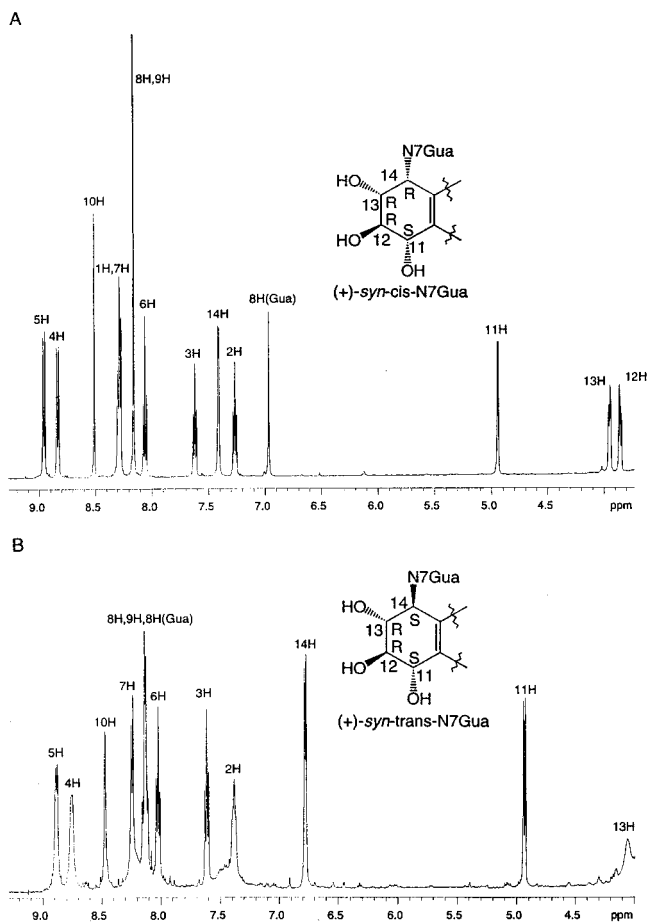 A
8H,9H
10H
1H,7H
5H
4H
6H
3H
14H
2H
8H(Gua)
11H
13H
12H
N7Gua
14
HO
R
13
R
R
HO
12
S
11
OH
(+)-syn-cis-N7Gua
9.0 8.5 8.0 7.5 7.0 6.5 6.0 5.5 5.0 4.5 ppm
B
8H,9H,8H(Gua)
7H
6H
10H
5H
4H
3H
2H
14H
11H
13H
N7Gua
14
HO
S
13
R
R
HO
12
S
11
OH
(+)-syn-trans-N7Gua
9.0 8.5 8.0 7.5 7.0 6.5 6.0 5.5 5.0 4.5 ppm